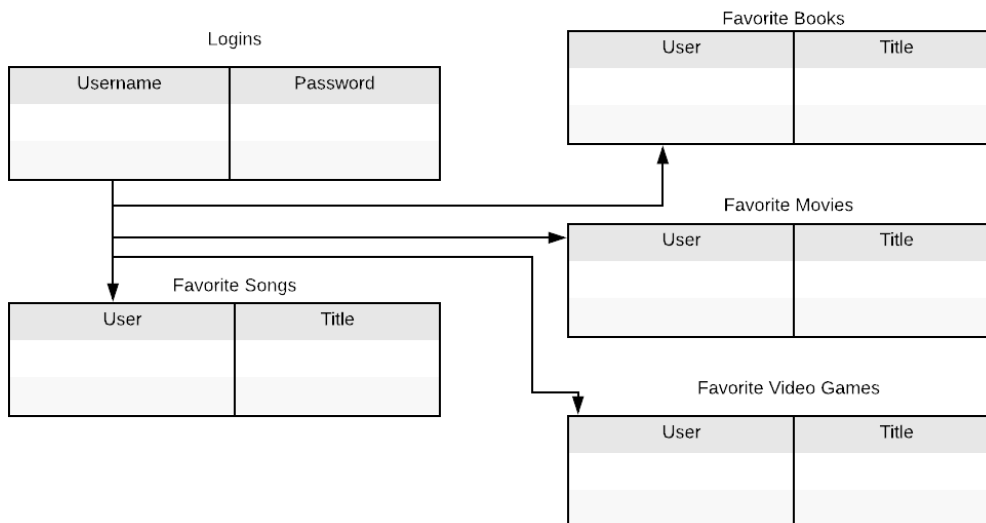 Logins
Username Password
Favorite Books
User Title
Favorite Movies
User Title
Favorite Songs
User Title
Favorite Video Games
User Title